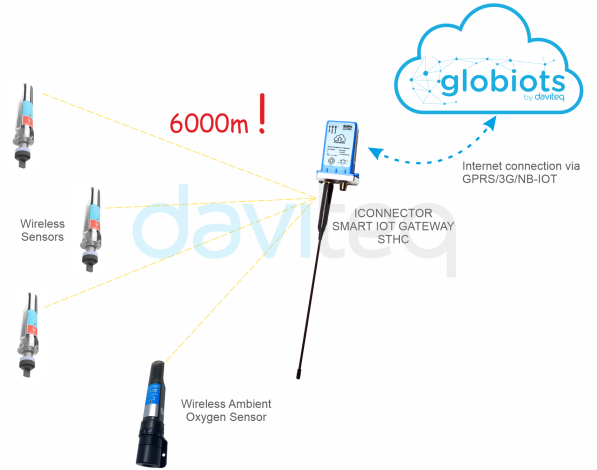 globiots
by daviteq
6000m!
Internet connection via
GPRS/3G/NB-IOT
Wireless
Sensors
ICONNECTOR
SMART IOT GATEWAY
STHC
daviteq
Wireless Ambient
Oxygen Sensor